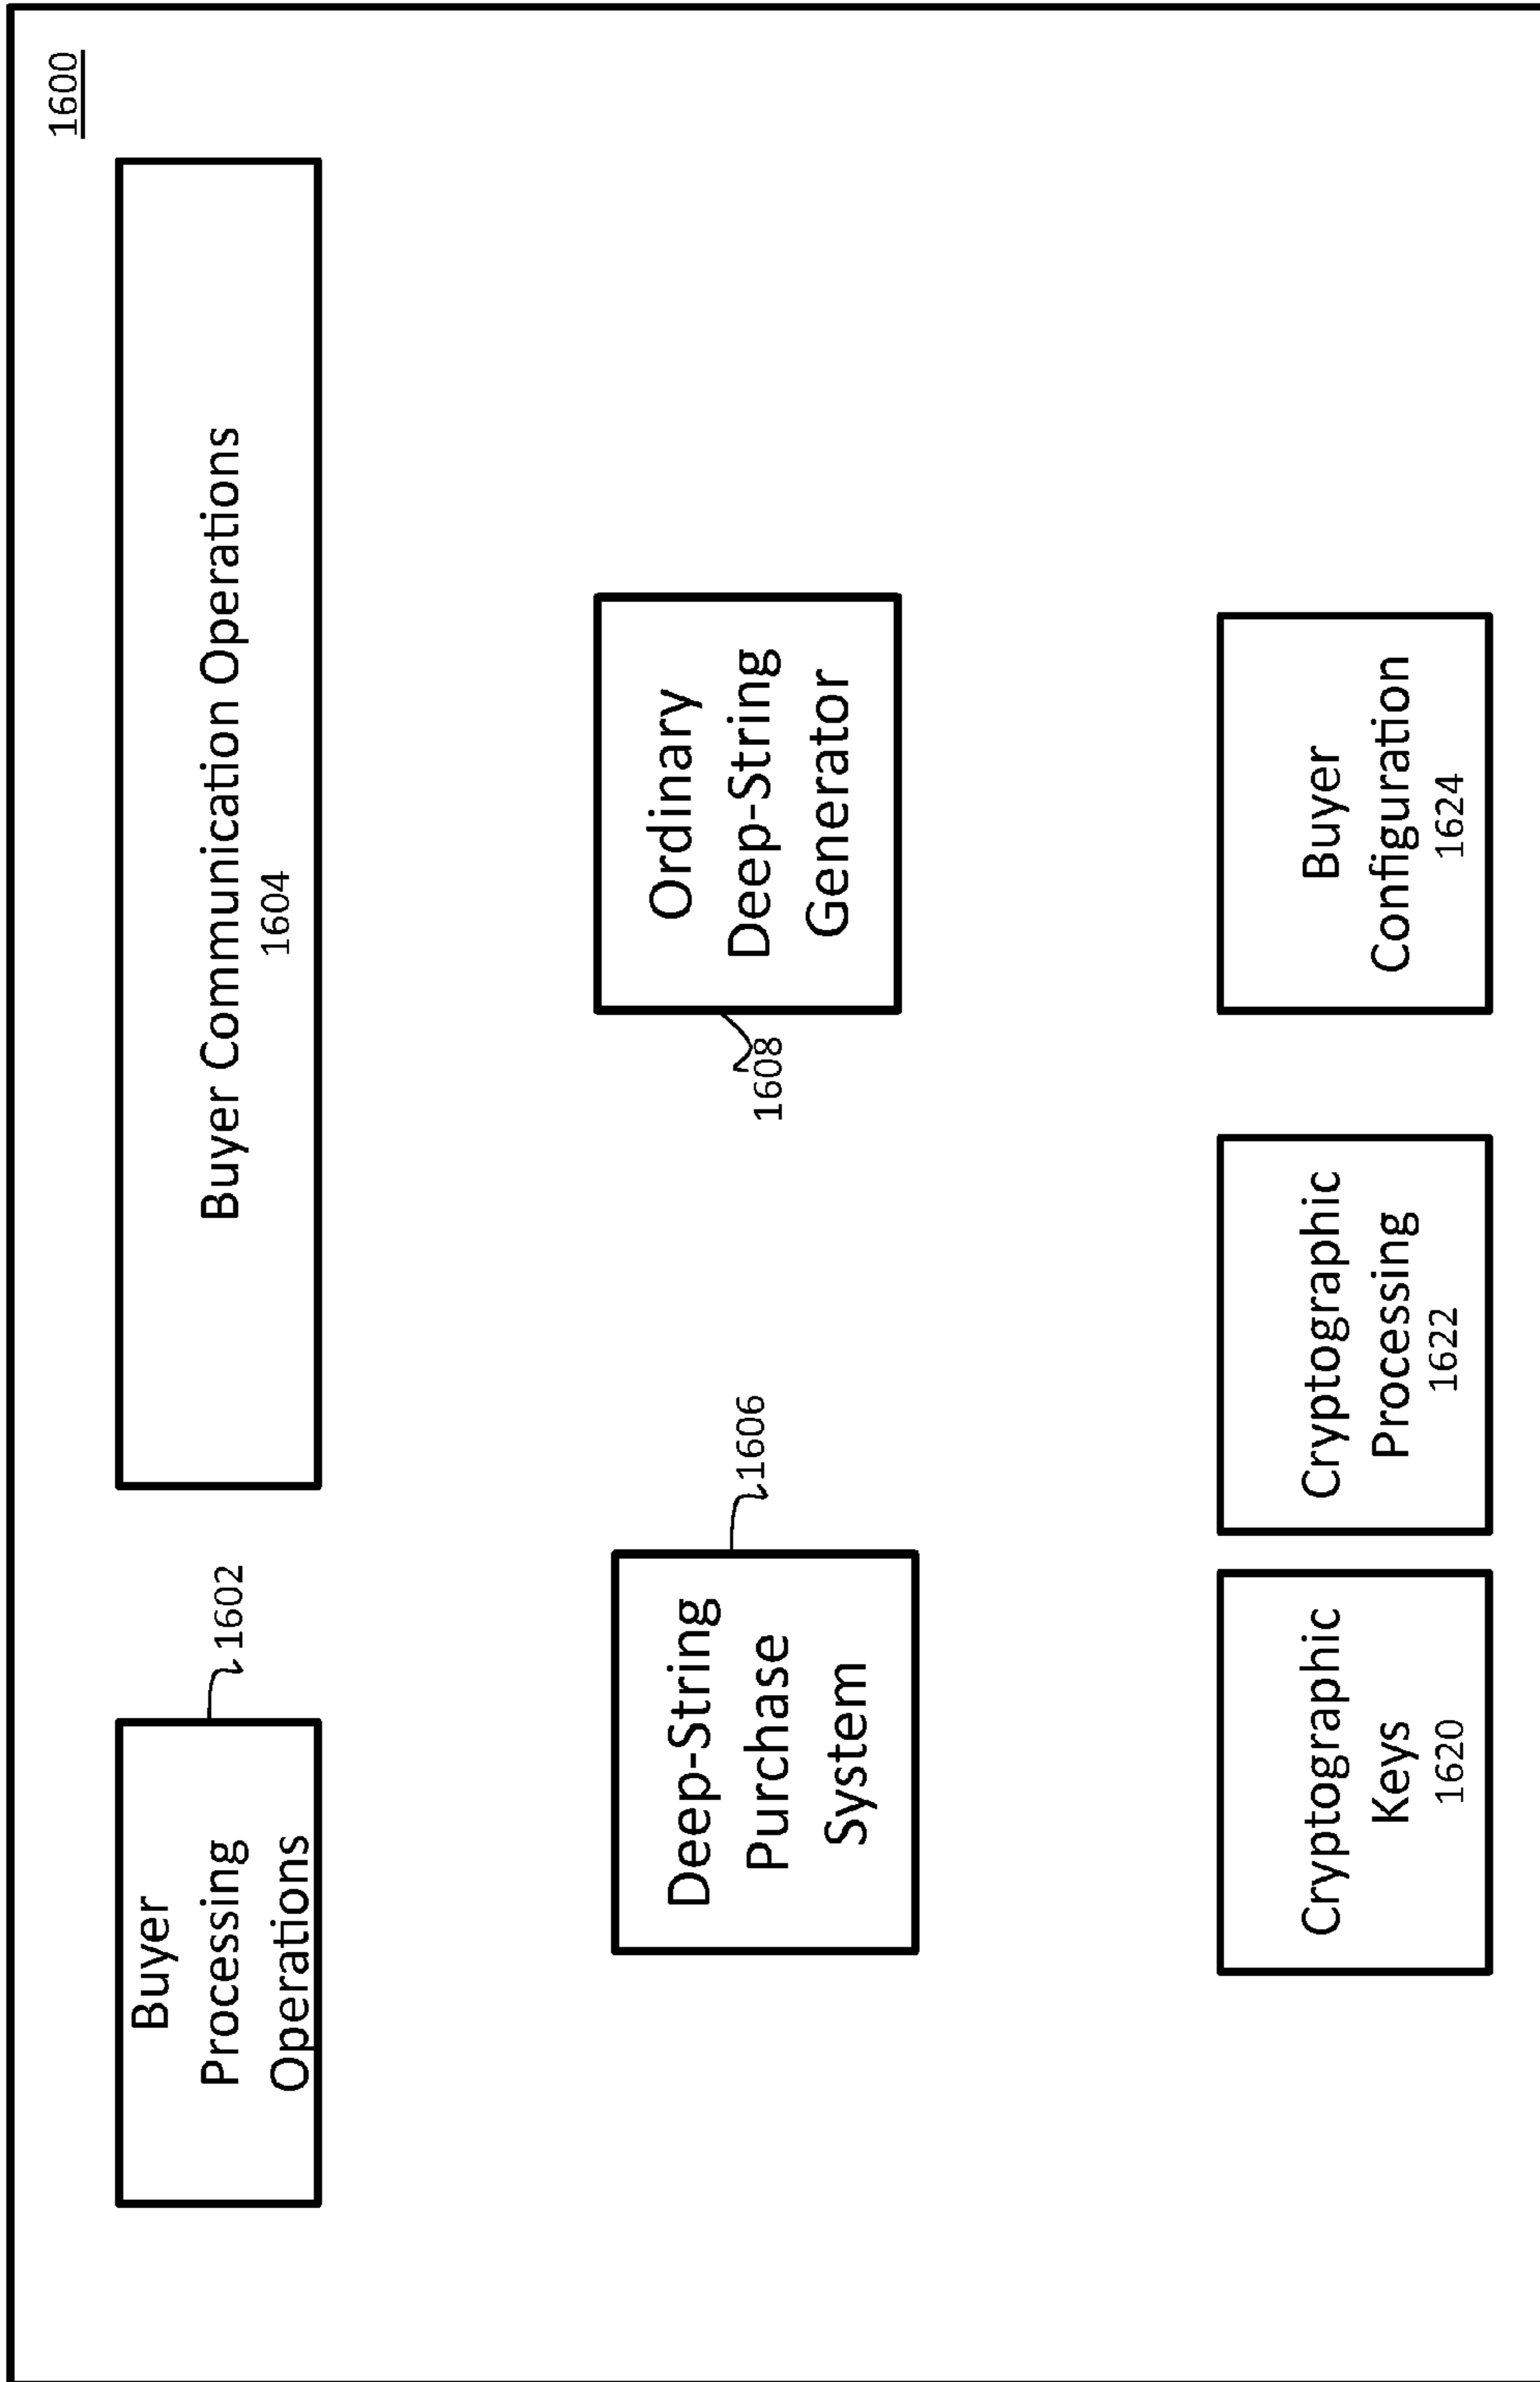 1600
Buyer
Processing
Operations
1602
Buyer Communication Operations
1604
Deep-String
Purchase
System
1606
Ordinary
Deep-String
Generator
1608
Cryptographic
Keys
1620
Cryptographic
Processing
1622
Buyer
Configuration
1624